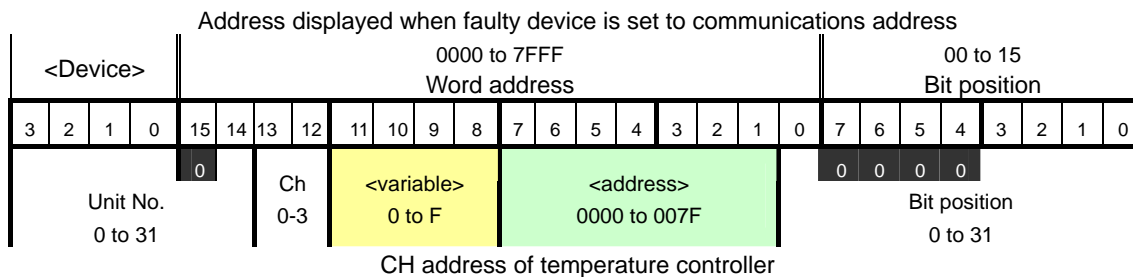 Address displayed when faulty device is set to communications address
<Device> 0000 to 7FFF 00 to 15
Word address Bit position
3 2 1 0 15 14 13 12 11 10 9 8 7 6 5 4 3 2 1 0 7 6 5 4 3 2 1 0
0 0 0 0 0
Unit No. Ch <variable> <address> Bit position
0 to 31 0-3 0 to F 0000 to 007F 0 to 31
CH address of temperature controller